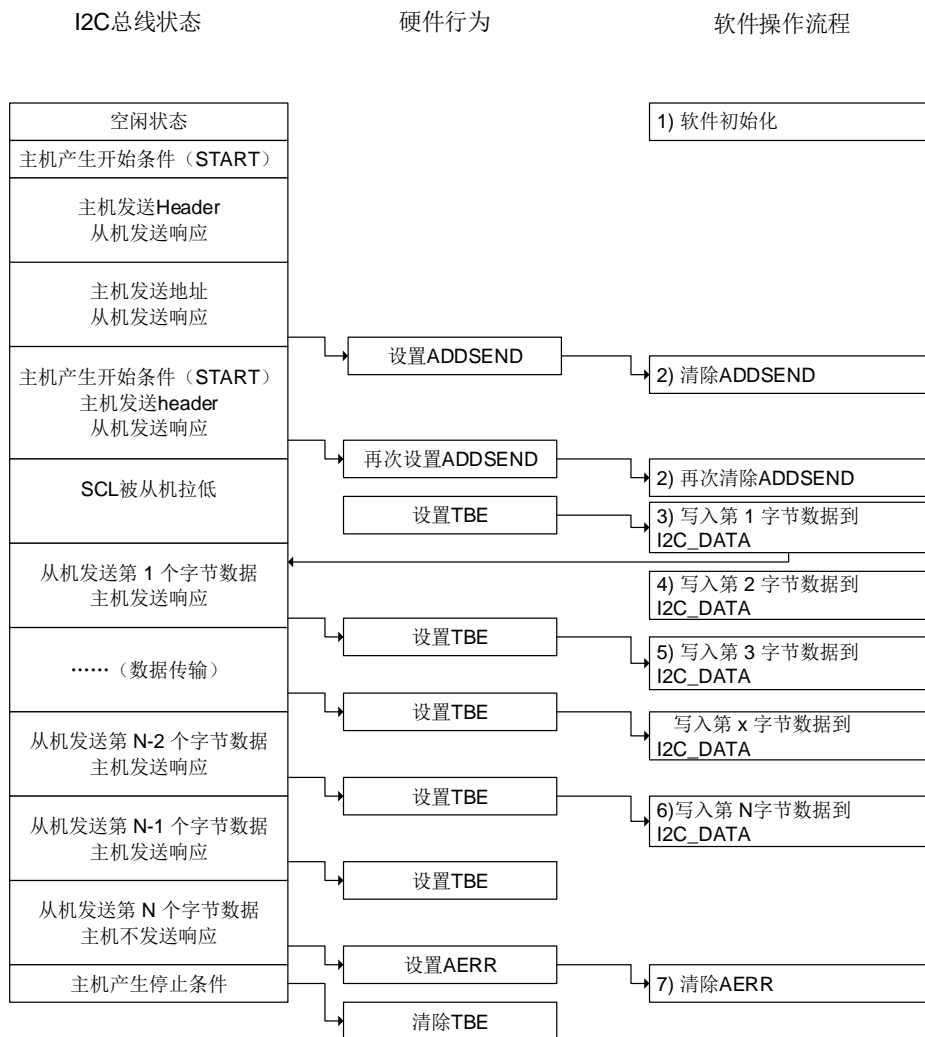 I2C总线状态
硬件行为
软件操作流程
空闲状态
1) 软件初始化
主机产生开始条件（START）
主机发送Header
从机发送响应
主机发送地址
从机发送响应
设置ADDSEND
2) 清除ADDSEND
主机产生开始条件（START）
主机发送header
从机发送响应
再次设置ADDSEND
2) 再次清除ADDSEND
SCL被从机拉低
设置TBE
3) 写入第 1 字节数据到
I2C_DATA
从机发送第 1 个字节数据
主机发送响应
4) 写入第 2 字节数据到
I2C_DATA
设置TBE
5) 写入第 3 字节数据到
I2C_DATA
……（数据传输）
设置TBE
写入第 x 字节数据到
I2C_DATA
从机发送第 N-2 个字节数据
主机发送响应
设置TBE
6)写入第 N字节数据到
I2C_DATA
从机发送第 N-1 个字节数据
主机发送响应
设置TBE
从机发送第 N 个字节数据
主机不发送响应
设置AERR
7) 清除AERR
主机产生停止条件
清除TBE